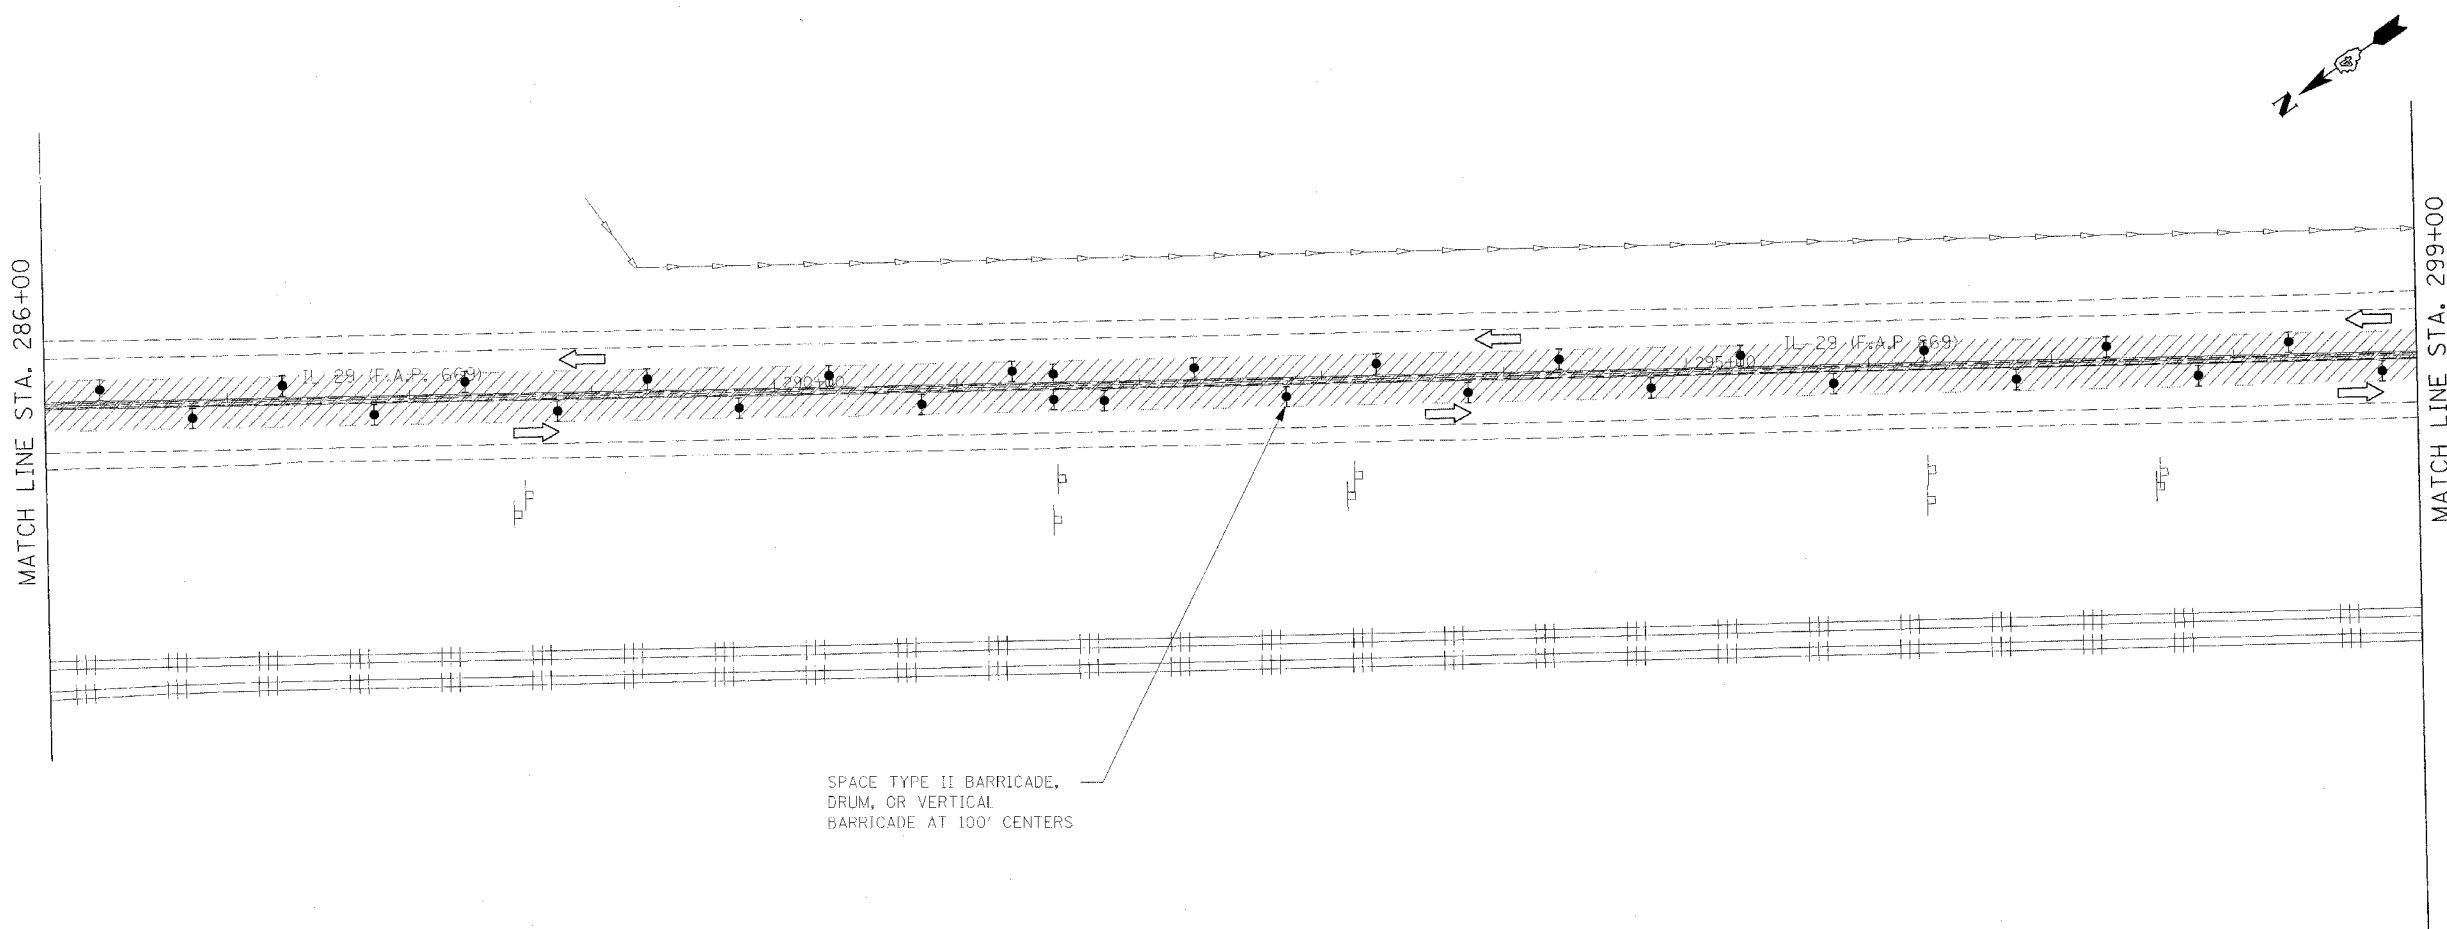 N
MATCH LINE STA. 286+00
MATCH LINE STA. 299+00
IL 29 (F.A.P. 669)
IL 29 (F.A.P. 669)
290+00
295+00
SPACE TYPE II BARRICADE,
DRUM, OR VERTICAL
BARRICADE AT 100' CENTERS